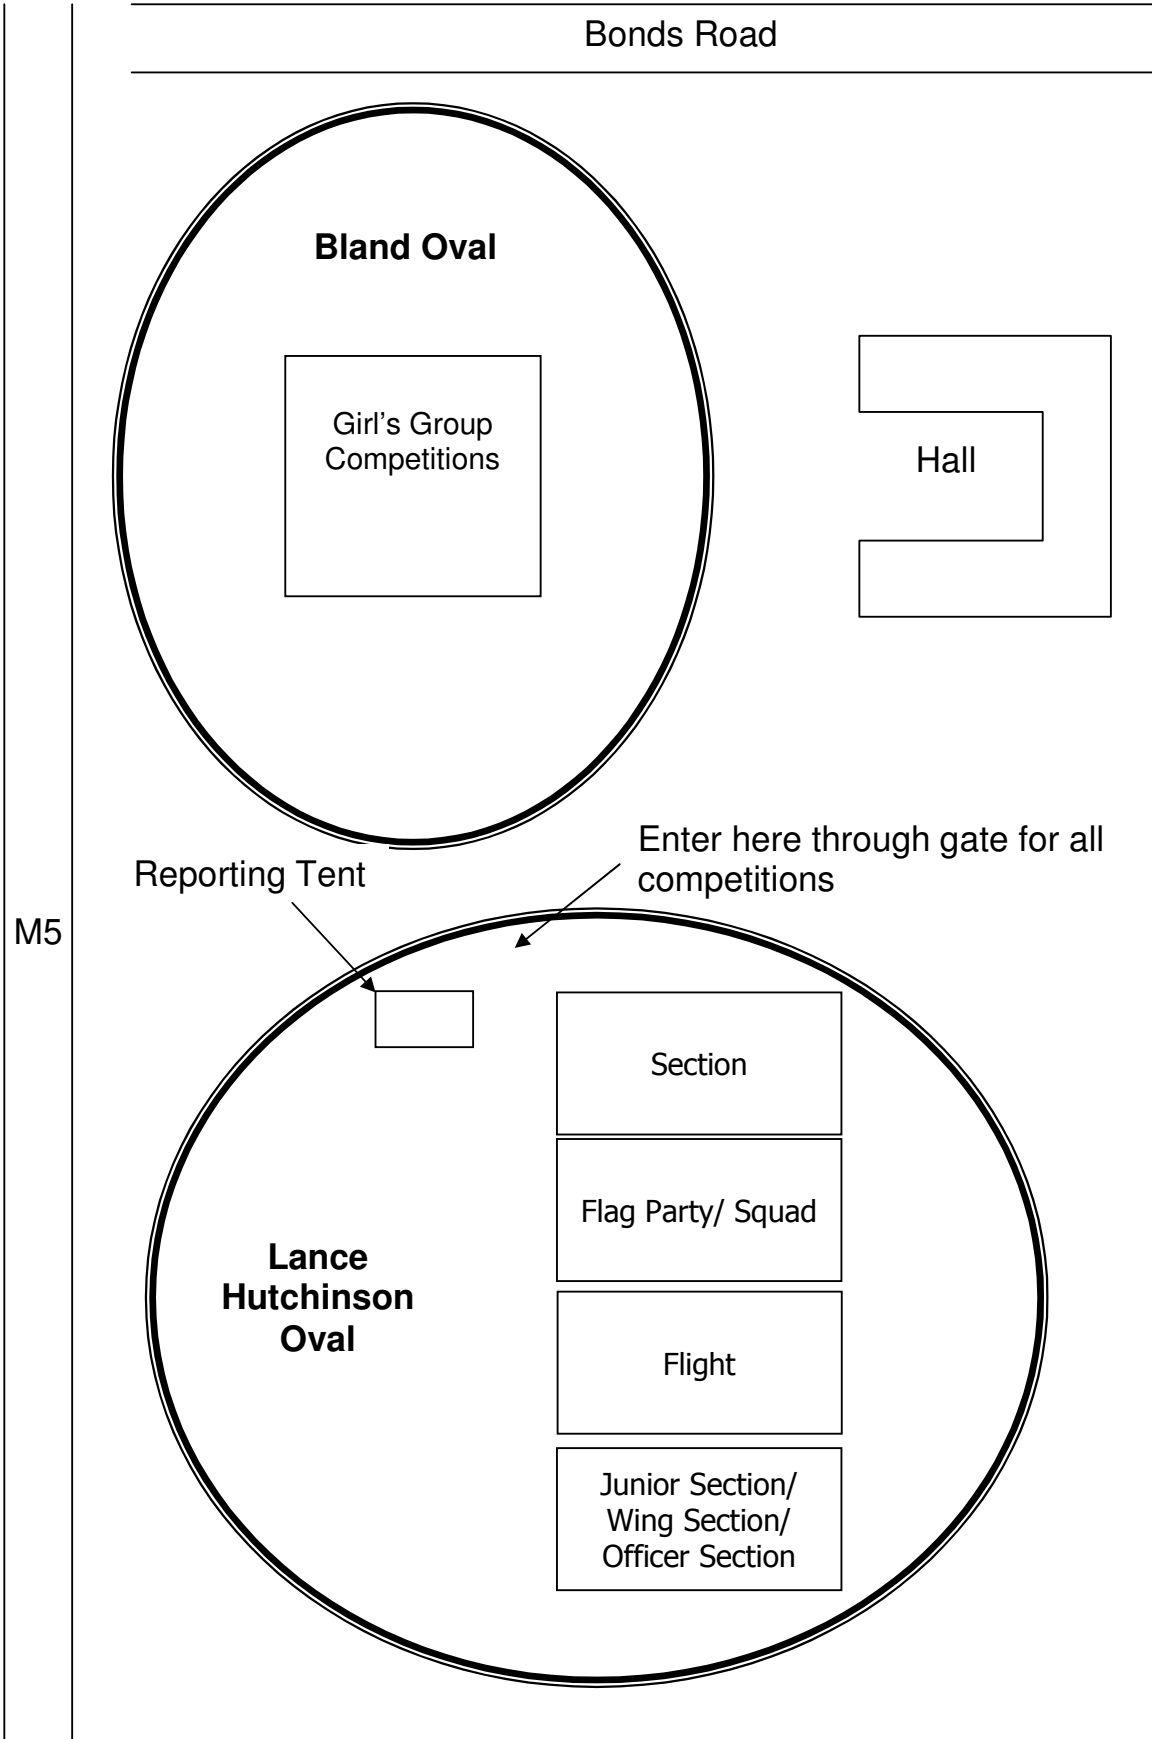 Bonds Road
Bland Oval
Girl's Group
Competitions
Hall
Enter here through gate for all
competitions
Reporting Tent
M5
Section
Flag Party/ Squad
Lance
Hutchinson
Oval
Flight
Junior Section/
Wing Section/
Officer Section